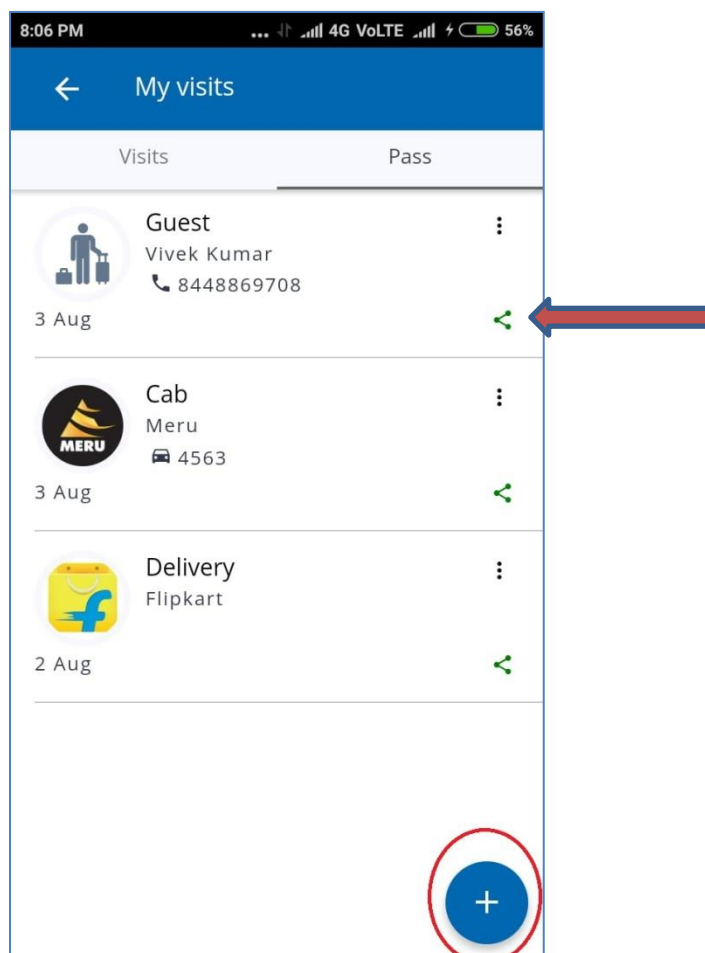 8:06 PM ... 4G VoLTE 56%
My visits
Visits Pass
Guest
Vivek Kumar
8448869708
3 Aug
Cab
MERU
Meru
4563
3 Aug
Delivery
Flipkart
2 Aug
+